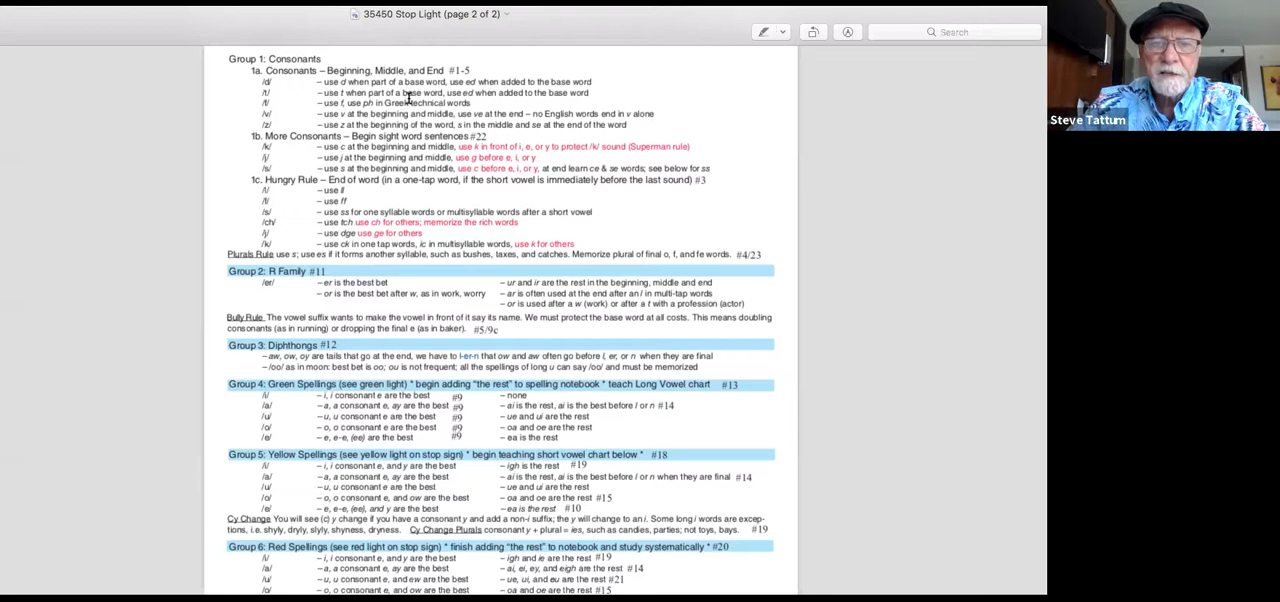 35450 Stop Light (page 2 of 2)
Search
Steve Tattum
Group 1: Consonants
1a. Consonants – Beginning, Middle, and End #1-5
/d/ – use d when part of a base word, use ed when added to the base word
/t/ – use t when part of a base word, use ed when added to the base word
/f/ – use f, use ph in Greek technical words
/v/ – use v at the beginning and middle, use ve at the end – no English words end in v alone
/z/ – use z at the beginning of the word, s in the middle and se at the end of the word
1b. More Consonants – Begin sight word sentences #22
/k/ – use c at the beginning and middle, use k in front of i, e, or y to protect /k/ sound (Superman rule)
/j/ – use j at the beginning and middle, use g before e, i, or y
/s/ – use s at the beginning and middle, use c before e, i, or y, at end learn ce & se words; see below for ss
1c. Hungry Rule – End of word (in a one-tap word, if the short vowel is immediately before the last sound) #3
/l/ – use ll
/f/ – use ff
/s/ – use ss for one syllable words or multisyllable words after a short vowel
/ch/ – use tch use ch for others; memorize the rich words
/j/ – use dge use ge for others
/k/ – use ck in one tap words, ic in multisyllable words, use k for others
Plurals Rule use s; use es if it forms another syllable, such as bushes, taxes, and catches. Memorize plural of final o, f, and fe words. #4/23
Group 2: R Family #11
/er/ – er is the best bet – ur and ir are the rest in the beginning, middle and end
– or is the best bet after w, as in work, worry – ar is often used at the end after an l in multi-tap words
– or is used after a w (work) or after a t with a profession (actor)
Bully Rule The vowel suffix wants to make the vowel in front of it say its name. We must protect the base word at all costs. This means doubling
consonants (as in running) or dropping the final e (as in baker). #5/9c
Group 3: Diphthongs #12
– aw, ow, oy are tails that go at the end, we have to l-er-n that ow and aw often go before l, er, or n when they are final
– /oo/ as in moon: best bet is oo; ou is not frequent; all the spellings of long u can say /oo/ and must be memorized
Group 4: Green Spellings (see green light) * begin adding “the rest” to spelling notebook * teach Long Vowel chart #13
/i/ – i, i consonant e are the best #9 – none
/a/ – a, a consonant e, ay are the best #9 – ai is the rest, ai is the best before l or n #14
/u/ – u, u consonant e are the best #9 – ue and ui are the rest
/o/ – o, o consonant e are the best #9 – oa and oe are the rest
/e/ – e, e-e, (ee) are the best #9 – ea is the rest
Group 5: Yellow Spellings (see yellow light on stop sign) * begin teaching short vowel chart below * #18
/i/ – i, i consonant e, and y are the best – igh is the rest #19
/a/ – a, a consonant e, ay are the best – ai is the rest, ai is the best before l or n when they are final #14
/u/ – u, u consonant e are the best – ue and ui are the rest
/o/ – o, o consonant e, and ow are the best – oa and oe are the rest #15
/e/ – e, e-e, (ee), and y are the best – ea is the rest #10
Cy Change You will see (c) y change if you have a consonant y and add a non-i suffix; the y will change to an i. Some long i words are excep-
tions, i.e. shyly, dryly, slyly, shyness, dryness. Cy Change Plurals consonant y + plural = ies, such as candies, parties; not toys, bays. #19
Group 6: Red Spellings (see red light on stop sign) * finish adding “the rest” to notebook and study systematically * #20
/i/ – i, i consonant e, and y are the best – igh and ie are the rest #19
/a/ – a, a consonant e, ay are the best – ai, ei, ey, and eigh are the rest #14
/u/ – u, u consonant e, and ew are the best – ue, ui, and eu are the rest #21
/o/ – o, o consonant e, and ow are the best – oa and oe are the rest #15